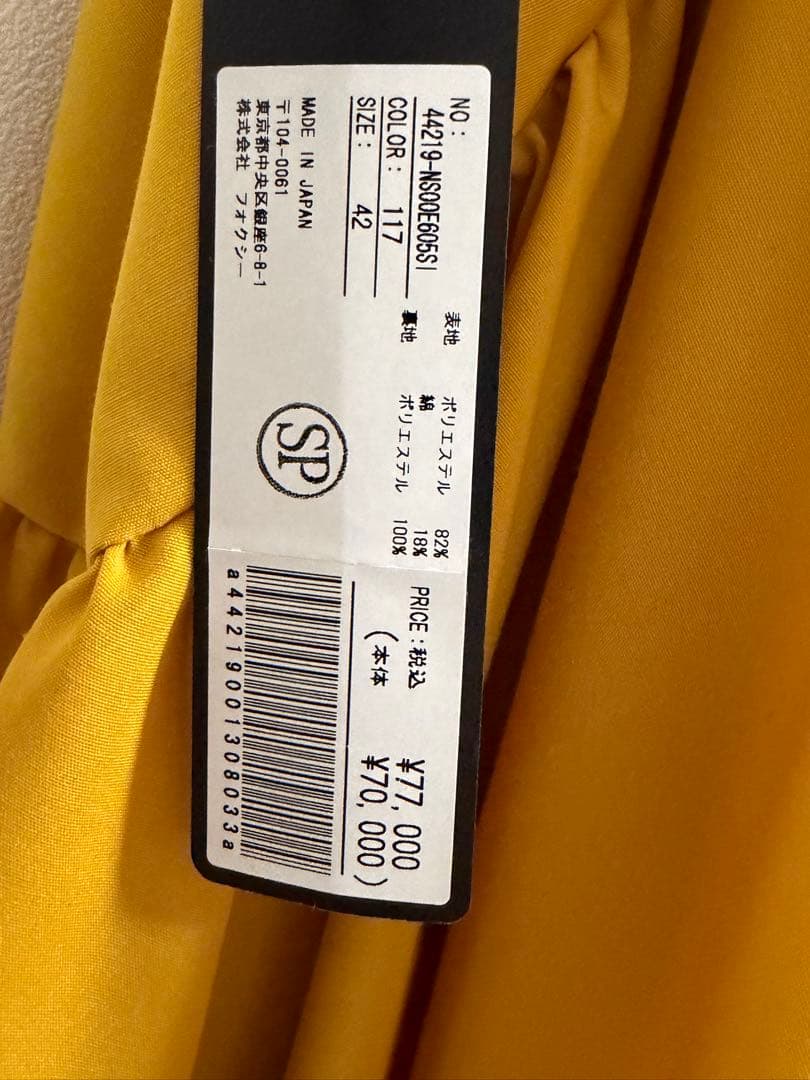 NO:
44219-NS00E605SI
COLOR: 117
SIZE: 42
MADE IN JAPAN
〒104-0061
東京都中央区銀座6-8-1
株式会社 フォクシー
表地 ポリエステル 82%
綿 18%
裏地 ポリエステル 100%
SP
PRICE:税込 ¥77,000
(本体 ¥70,000)
a44219001308033a